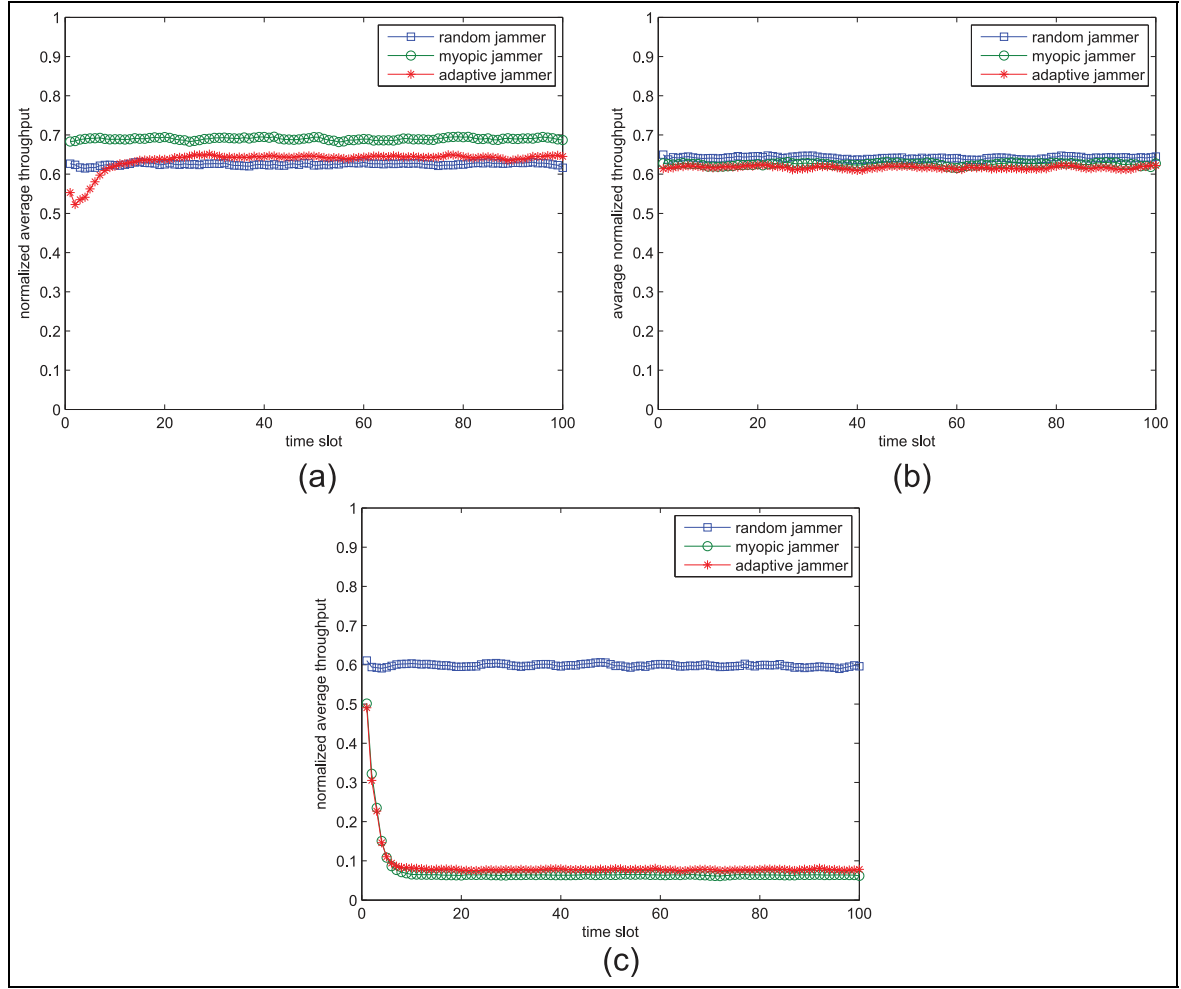 1
0.9
0.8
0.7
0.6
0.5
0.4
0.3
0.2
0.1
0
normalized average throughput
random jammer
myopic jammer
adaptive jammer
0 20 40 60 80 100
time slot
(a)
1
0.9
0.8
0.7
0.6
0.5
0.4
0.3
0.2
0.1
0
avarage normalized throughput
random jammer
myopic jammer
adaptive jammer
0 20 40 60 80 100
time slot
(b)
1
0.9
0.8
0.7
0.6
0.5
0.4
0.3
0.2
0.1
0
normalized average throughput
random jammer
myopic jammer
adaptive jammer
0 20 40 60 80 100
time slot
(c)